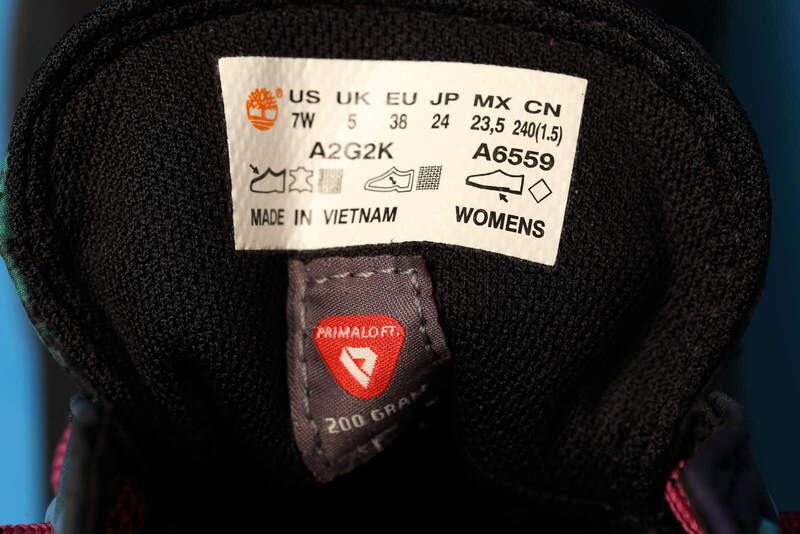 ® US UK EU JP MX CN
7W 5 38 24 23,5 240(1.5)
A2G2K A6559
MADE IN VIETNAM WOMENS
PRIMALOFT.
200 GRAM